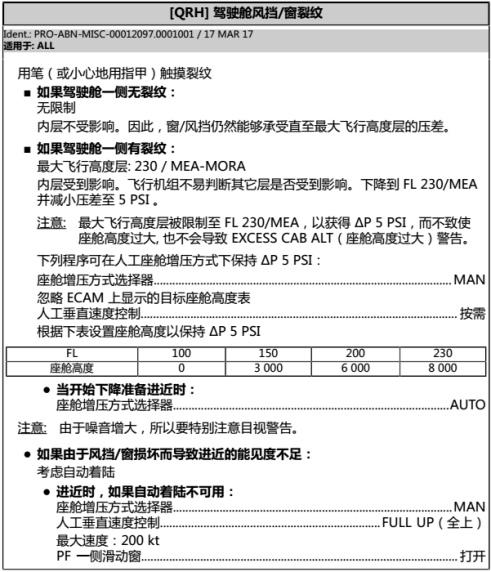 [QRH] 驾驶舱风挡/窗裂纹
Ident.: PRO-ABN-MISC-00012097.0001001 / 17 MAR 17
适用于: ALL
用笔（或小心地用指甲）触摸裂纹
■ 如果驾驶舱一侧无裂纹：
无限制
内层不受影响。因此，窗/风挡仍然能够承受直至最大飞行高度层的压差。
■ 如果驾驶舱一侧有裂纹：
最大飞行高度层: 230 / MEA-MORA
内层受到影响。飞行机组不易判断其它层是否受到影响。下降到 FL 230/MEA
并减小压差至 5 PSI 。
注意: 最大飞行高度层被限制至 FL 230/MEA，以获得 ΔP 5 PSI，而不致使
座舱高度过大, 也不会导致 EXCESS CAB ALT（座舱高度过大）警告。
下列程序可在人工座舱增压方式下保持 ΔP 5 PSI：
座舱增压方式选择器......MAN
忽略 ECAM 上显示的目标座舱高度表
人工垂直速度控制......按需
根据下表设置座舱高度以保持 ΔP 5 PSI
FL 100 150 200 230
座舱高度 0 3 000 6 000 8 000
● 当开始下降准备进近时：
座舱增压方式选择器......AUTO
注意: 由于噪音增大，所以要特别注意目视警告。
● 如果由于风挡/窗损坏而导致进近的能见度不足：
考虑自动着陆
● 进近时，如果自动着陆不可用：
座舱增压方式选择器......MAN
人工垂直速度控制......FULL UP（全上）
最大速度：200 kt
PF 一侧滑动窗......打开